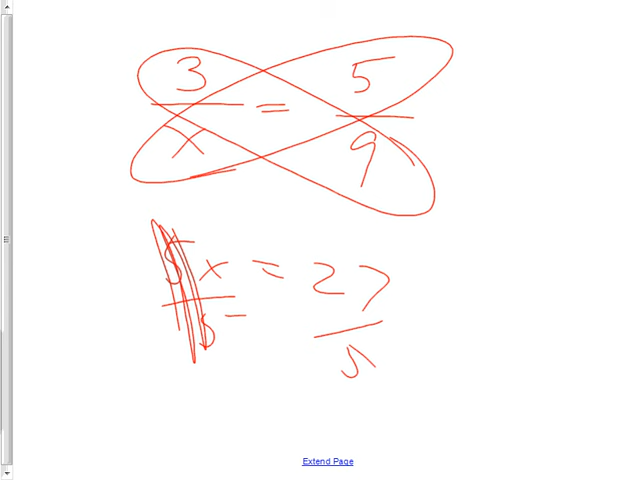 3 = 5
x 9
5x = 27
5 = 5
Extend Page